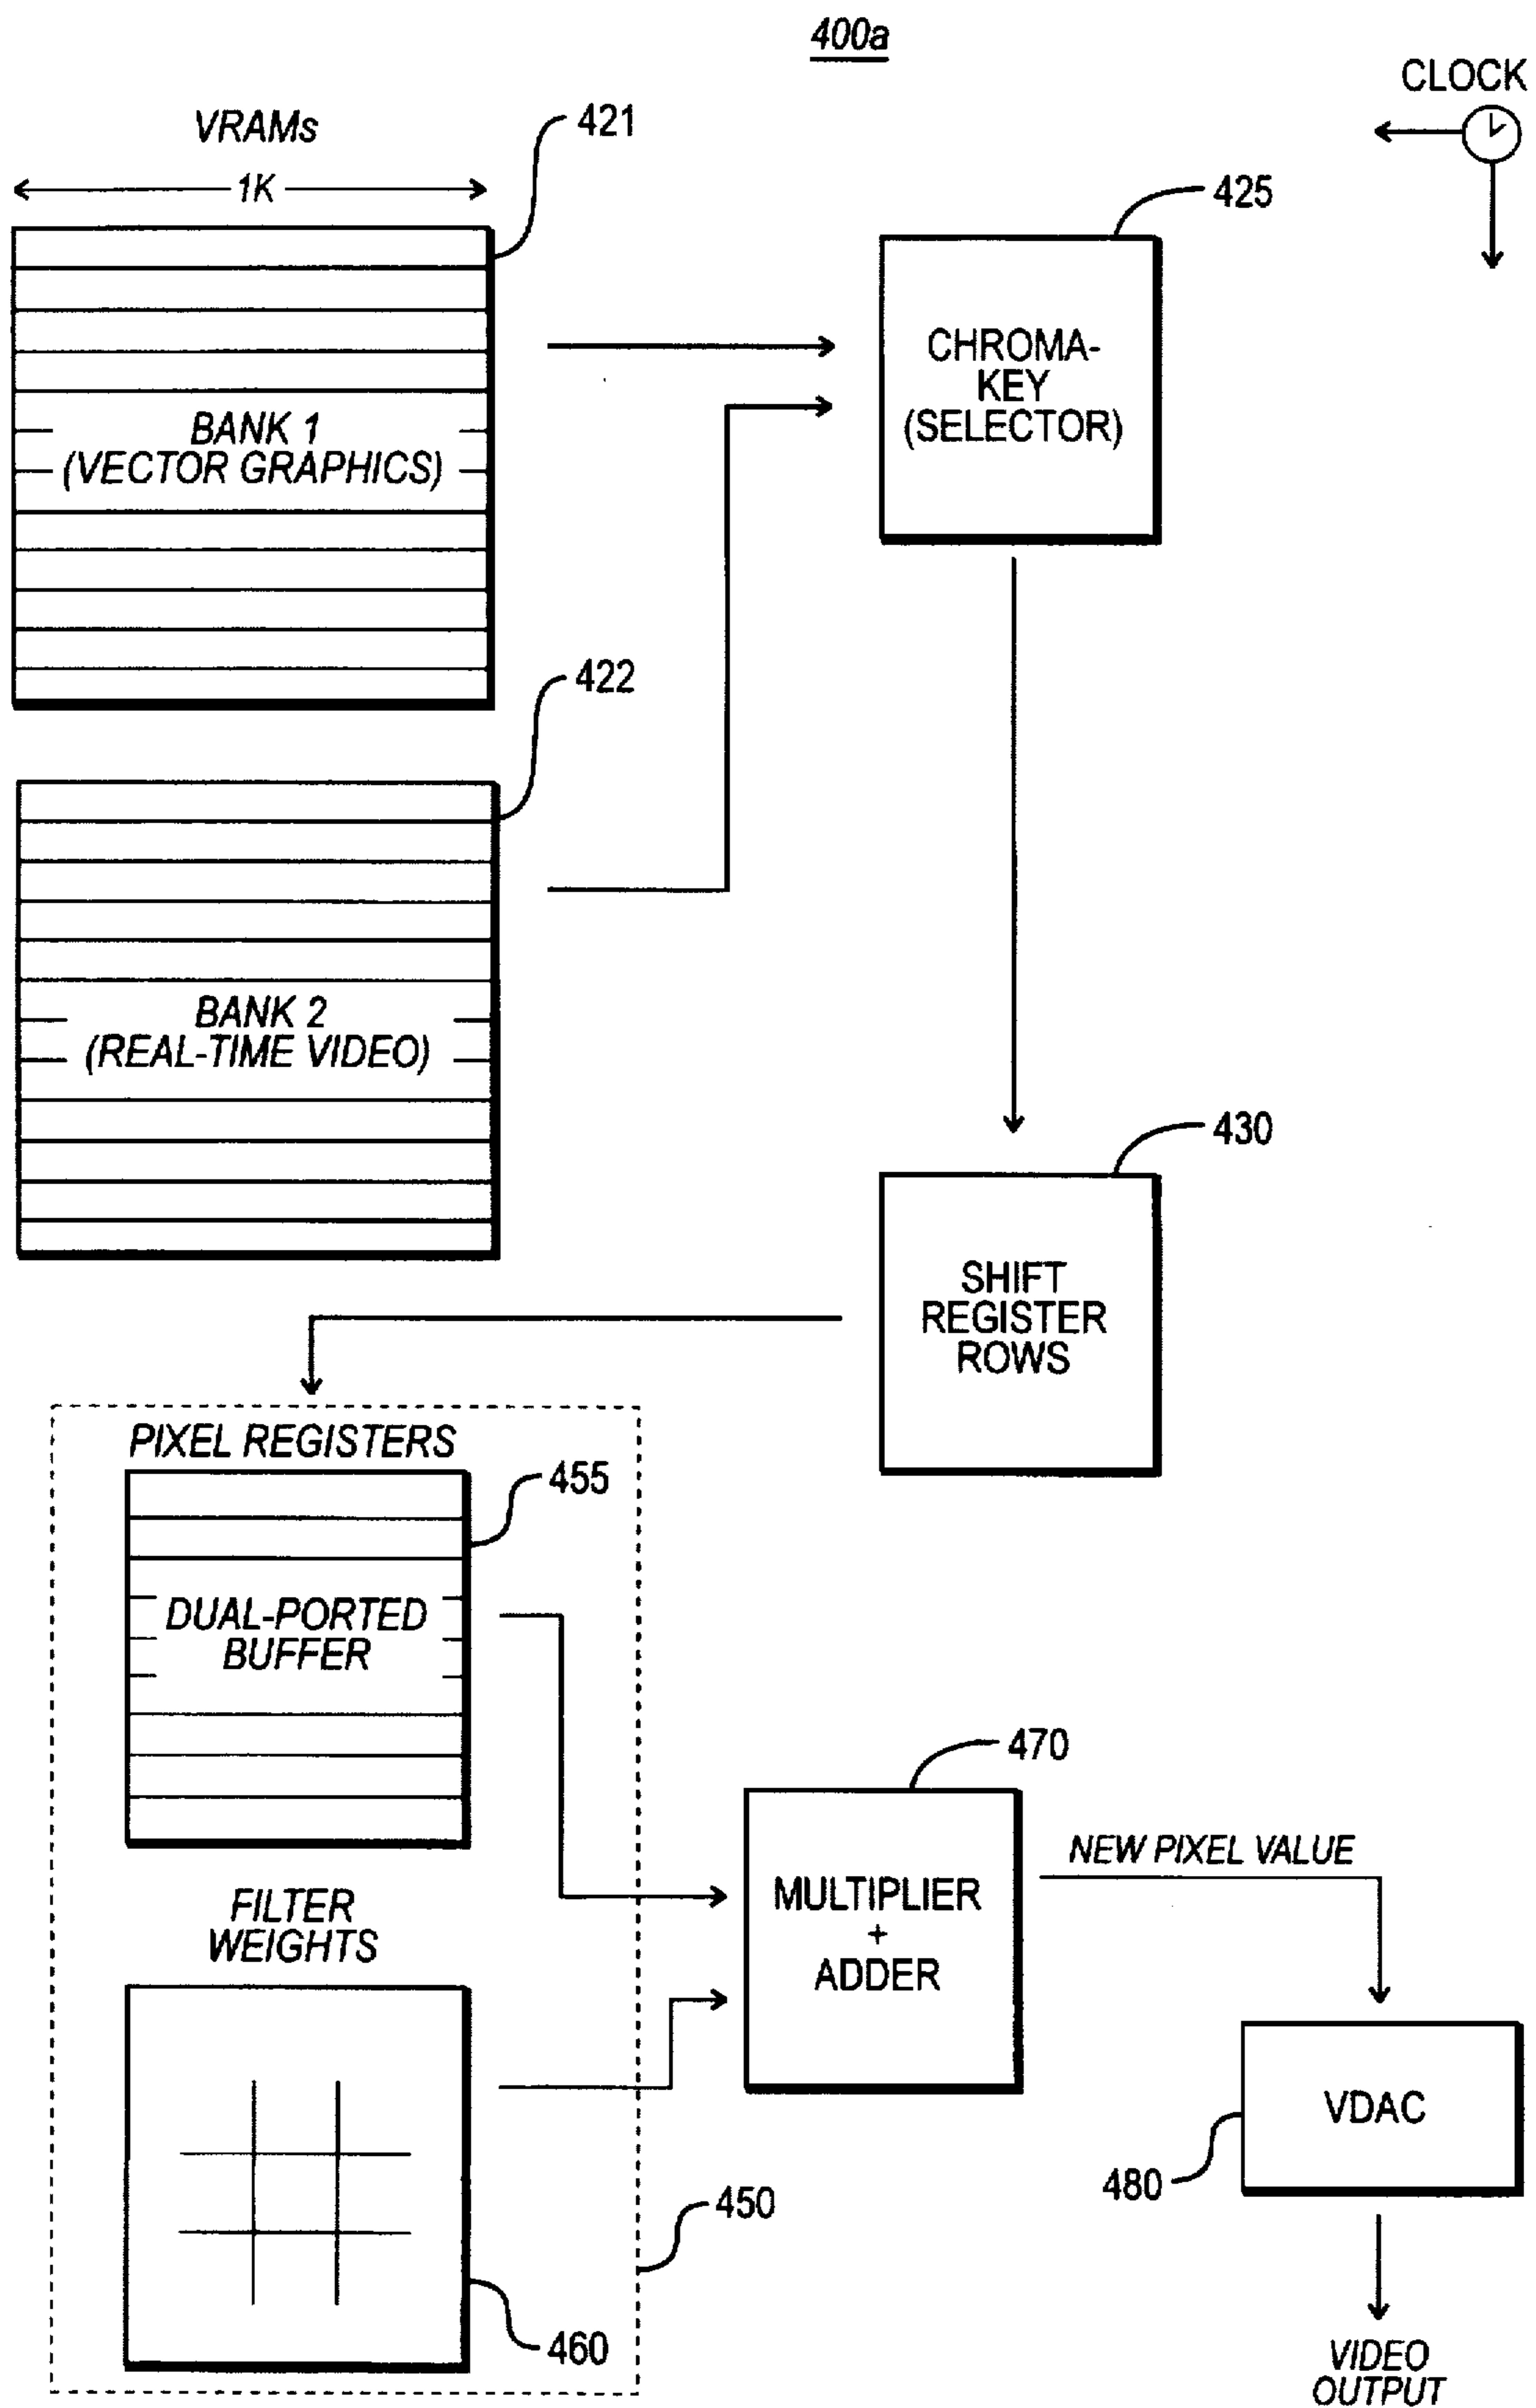 400a
CLOCK
VRAMs
1K
421
425
BANK 1
(VECTOR GRAPHICS)
CHROMA-
KEY
(SELECTOR)
422
BANK 2
(REAL-TIME VIDEO)
430
SHIFT
REGISTER
ROWS
PIXEL REGISTERS
455
DUAL-PORTED
BUFFER
470
MULTIPLIER
+
ADDER
NEW PIXEL VALUE
FILTER
WEIGHTS
VDAC
480
450
460
VIDEO
OUTPUT